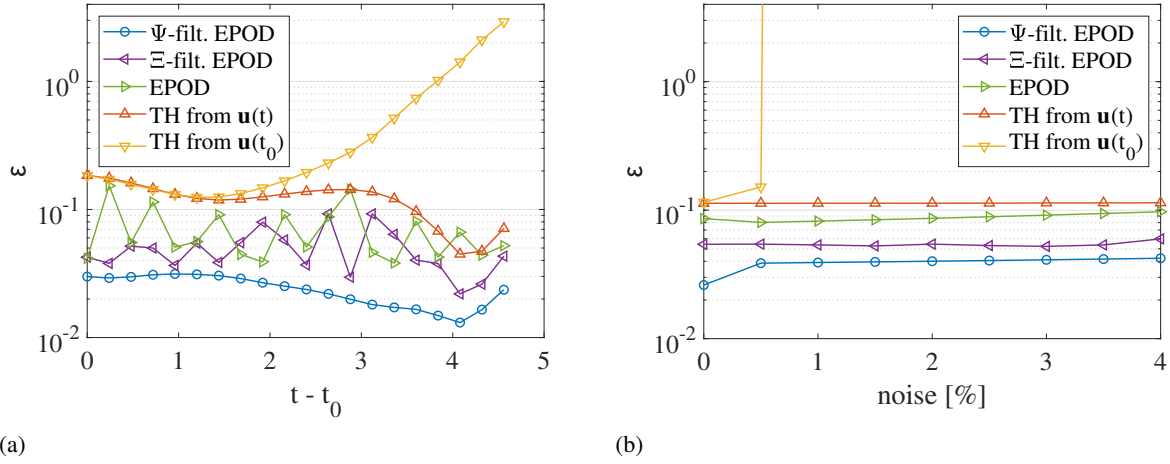 Ψ-filt. EPOD
Ξ-filt. EPOD
EPOD
TH from u(t)
TH from u(t0)
10^0
10^-1
10^-2
ε
0 1 2 3 4 5
t - t0
(a)
Ψ-filt. EPOD
Ξ-filt. EPOD
EPOD
TH from u(t)
TH from u(t0)
10^0
10^-1
10^-2
ε
0 1 2 3 4
noise [%]
(b)